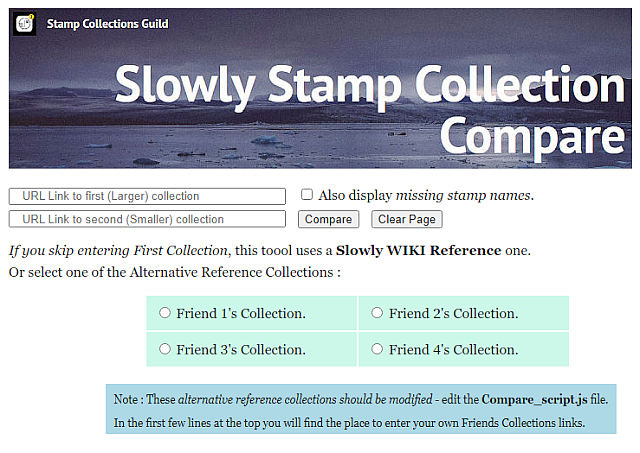 Stamp Collections Guild
Slowly Stamp Collection
Compare
URL Link to first (Larger) collection
Also display missing stamp names.
URL Link to second (Smaller) collection
Compare
Clear Page
If you skip entering First Collection, this toool uses a Slowly WIKI Reference one.
Or select one of the Alternative Reference Collections :
Friend 1's Collection.
Friend 2's Collection.
Friend 3's Collection.
Friend 4's Collection.
Note : These alternative reference collections should be modified - edit the Compare_script.js file.
In the first few lines at the top you will find the place to enter your own Friends Collections links.